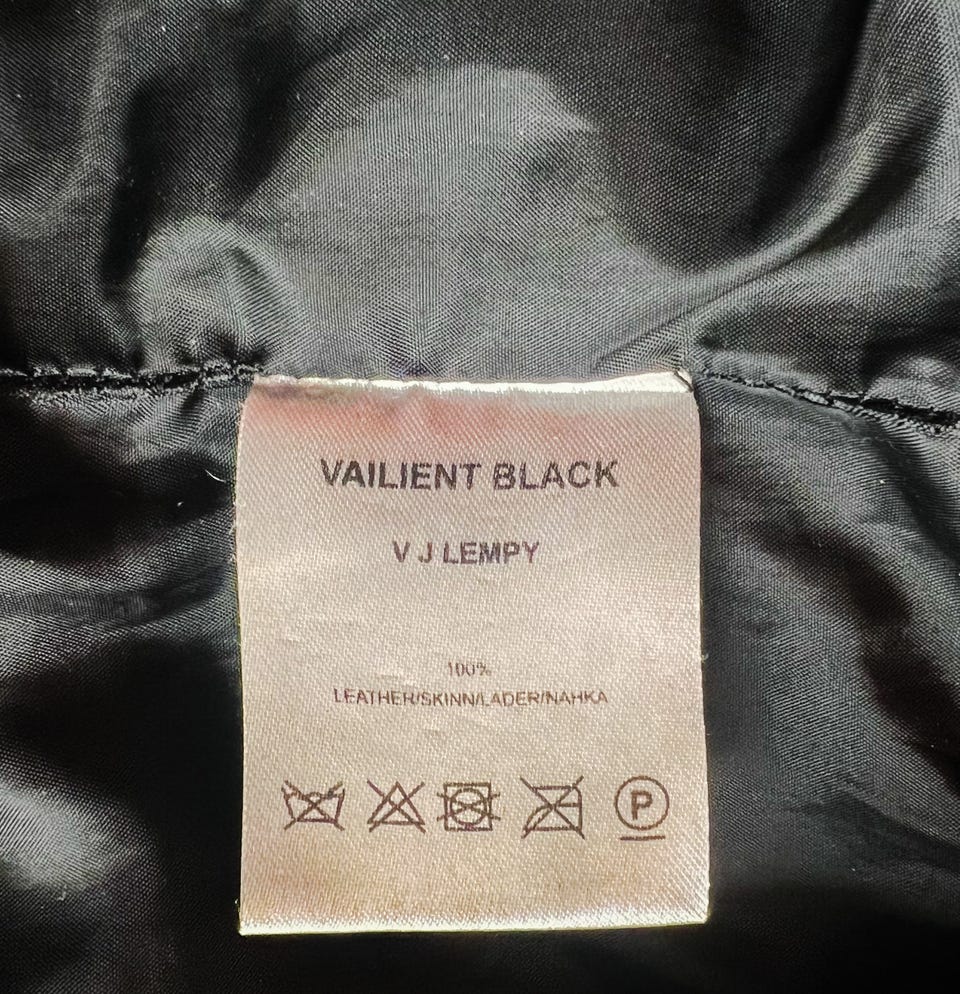 VAILIENT BLACK
V J LEMPY
100%
LEATHER/SKINN/LADER/NAHKA
P